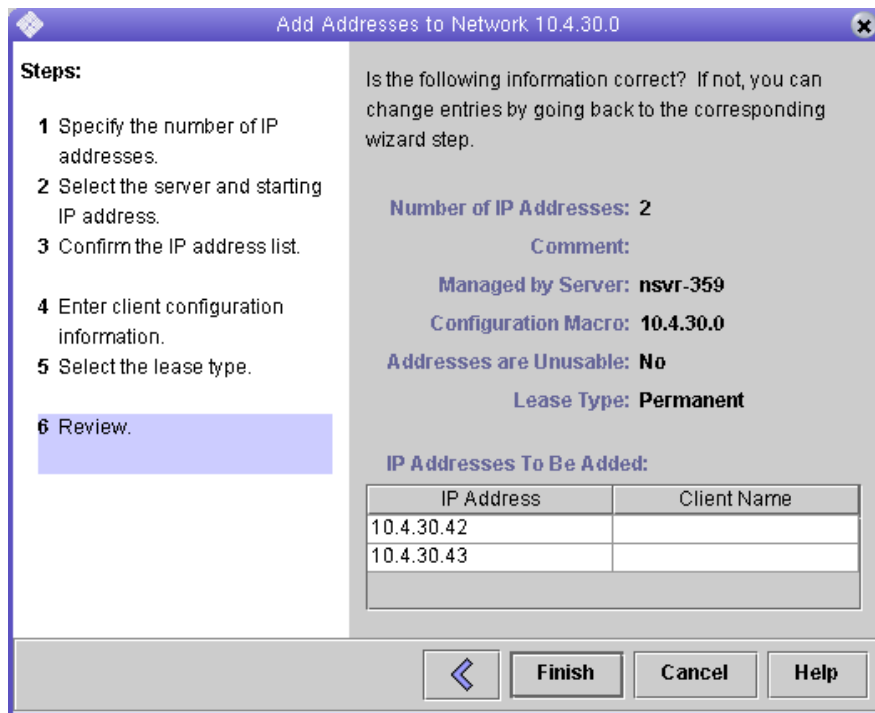 Add Addresses to Network 10.4.30.0
Steps:
1 Specify the number of IP
addresses.
2 Select the server and starting
IP address.
3 Confirm the IP address list.
4 Enter client configuration
information.
5 Select the lease type.
6 Review.
Is the following information correct? If not, you can
change entries by going back to the corresponding
wizard step.
Number of IP Addresses: 2
Comment:
Managed by Server: nsvr-359
Configuration Macro: 10.4.30.0
Addresses are Unusable: No
Lease Type: Permanent
IP Addresses To Be Added:
IP Address Client Name
10.4.30.42
10.4.30.43
Finish Cancel Help